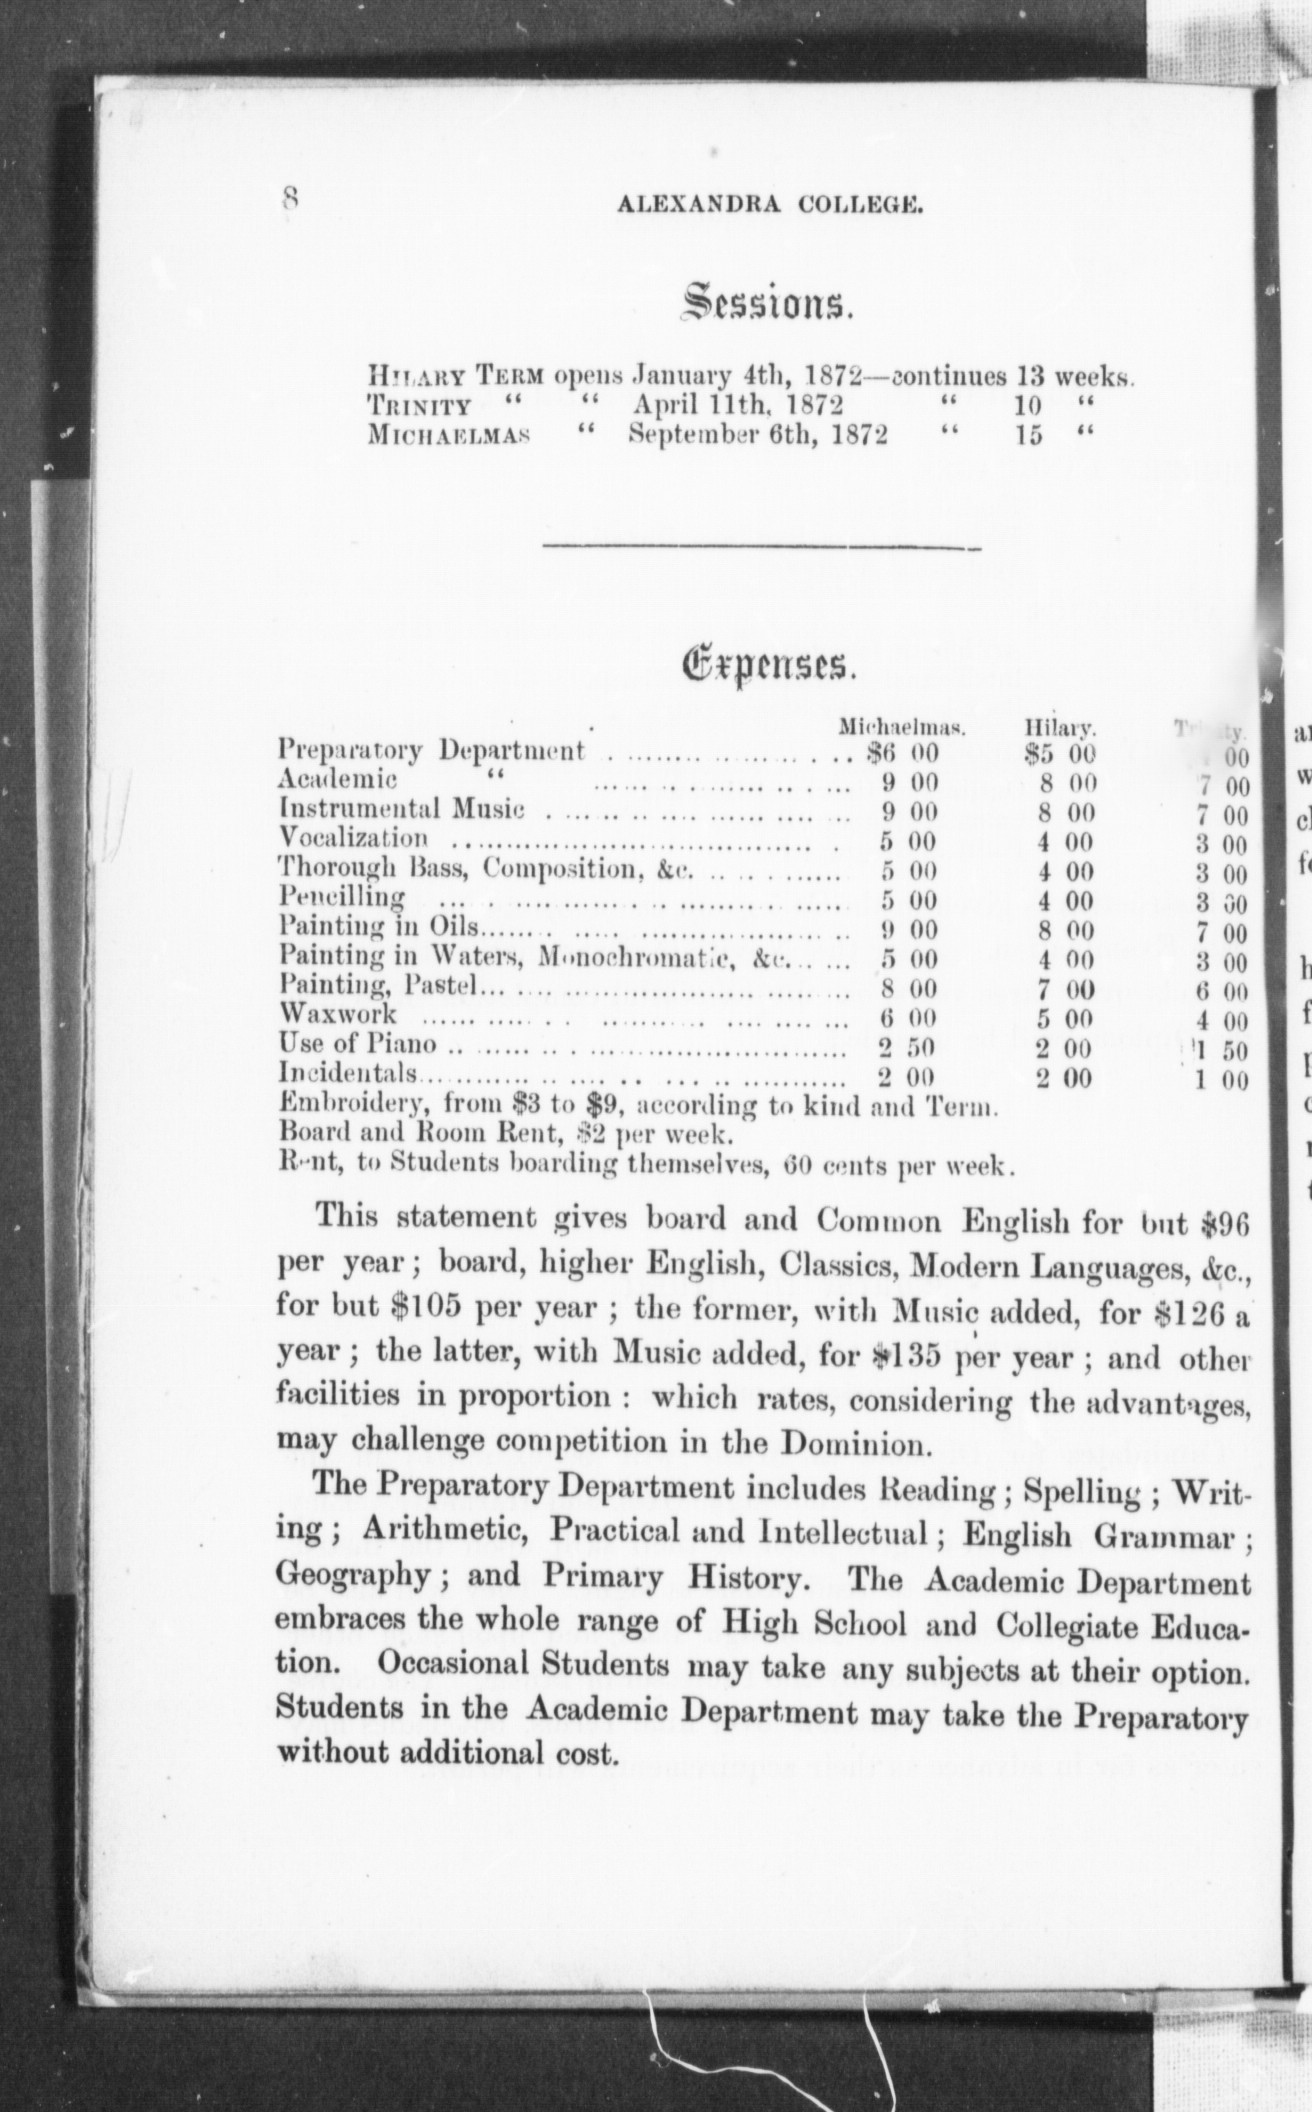 8 ALEXANDRA COLLEGE.
Sessions.
HILARY TERM opens January 4th, 1872—continues 13 weeks.
TRINITY “ “ April 11th, 1872 “ 10 “
MICHAELMAS “ September 6th, 1872 “ 15 “
Expenses.
Michaelmas. Hilary. Trinity.
Preparatory Department .................. $6 00 $5 00 00
Academic “ .................. 9 00 8 00 7 00
Instrumental Music .................. 9 00 8 00 7 00
Vocalization .................. 5 00 4 00 3 00
Thorough Bass, Composition, &c. .................. 5 00 4 00 3 00
Pencilling .................. 5 00 4 00 3 00
Painting in Oils.................. 9 00 8 00 7 00
Painting in Waters, Monochromatic, &c....... 5 00 4 00 3 00
Painting, Pastel.................. 8 00 7 00 6 00
Waxwork .................. 6 00 5 00 4 00
Use of Piano .................. 2 50 2 00 1 50
Incidentals.................. 2 00 2 00 1 00
Embroidery, from $3 to $9, according to kind and Term.
Board and Room Rent, $2 per week.
Rent, to Students boarding themselves, 60 cents per week.
This statement gives board and Common English for but $96
per year; board, higher English, Classics, Modern Languages, &c.,
for but $105 per year ; the former, with Music added, for $126 a
year ; the latter, with Music added, for $135 per year ; and other
facilities in proportion : which rates, considering the advantages,
may challenge competition in the Dominion.
The Preparatory Department includes Reading ; Spelling ; Writ-
ing ; Arithmetic, Practical and Intellectual ; English Grammar ;
Geography ; and Primary History. The Academic Department
embraces the whole range of High School and Collegiate Educa-
tion. Occasional Students may take any subjects at their option.
Students in the Academic Department may take the Preparatory
without additional cost.